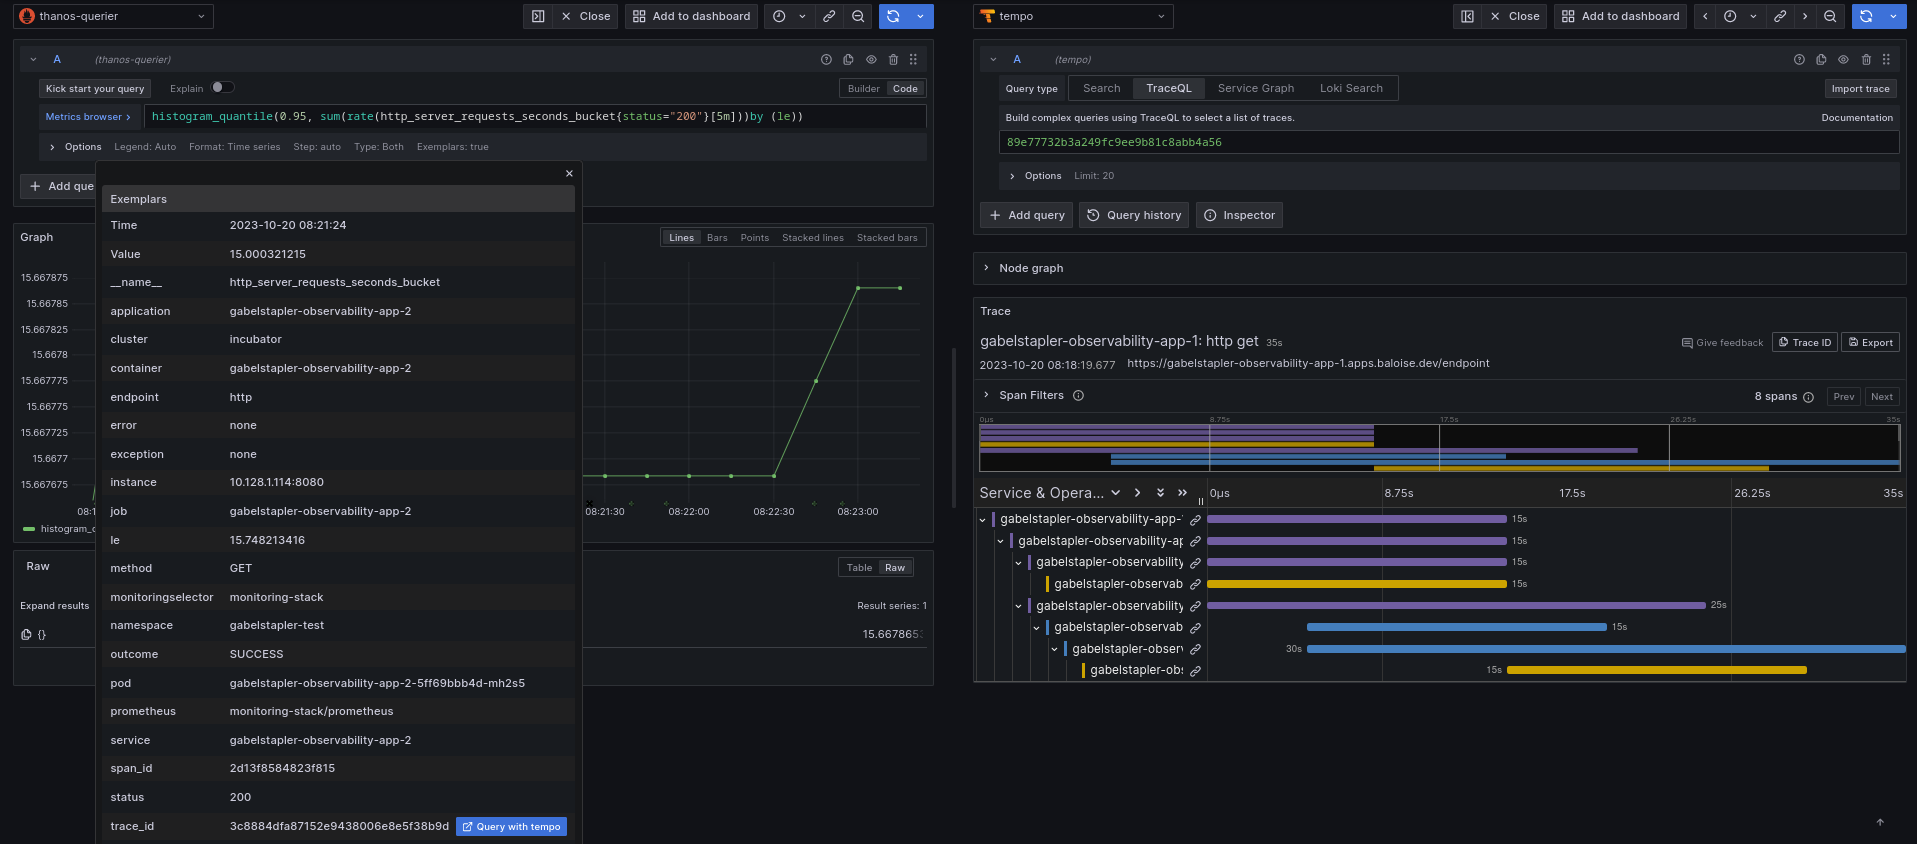 thanos-querier
Close
Add to dashboard
A
(thanos-querier)
Kick start your query
Explain
Builder
Code
Metrics browser >
histogram_quantile(0.95, sum(rate(http_server_requests_seconds_bucket{status="200"}[5m]))by (le))
Options
Legend: Auto
Format: Time series
Step: auto
Type: Both
Exemplars: true
+ Add que
Exemplars
Time 2023-10-20 08:21:24
Value 15.000321215
__name__ http_server_requests_seconds_bucket
application gabelstapler-observability-app-2
cluster incubator
container gabelstapler-observability-app-2
endpoint http
error none
exception none
instance 10.128.1.114:8080
job gabelstapler-observability-app-2
le 15.748213416
method GET
monitoringselector monitoring-stack
namespace gabelstapler-test
outcome SUCCESS
pod gabelstapler-observability-app-2-5ff69bbb4d-mh2s5
prometheus monitoring-stack/prometheus
service gabelstapler-observability-app-2
span_id 2d13f8584823f815
status 200
trace_id 3c8884dfa87152e9438006e8e5f38b9d Query with tempo
Graph
Lines
Bars
Points
Stacked lines
Stacked bars
15.667875
15.66785
15.667825
15.6678
15.667775
15.66775
15.667725
15.6677
15.667675
08:1
08:21:30
08:22:00
08:22:30
08:23:00
histogram_c
Raw
Table
Raw
Expand results
Result series: 1
{}
15.667865
tempo
Close
Add to dashboard
A
(tempo)
Query type
Search
TraceQL
Service Graph
Loki Search
Import trace
Build complex queries using TraceQL to select a list of traces.
Documentation
89e77732b3a249fc9ee9b81c8abb4a56
Options
Limit: 20
+ Add query
Query history
Inspector
Node graph
Trace
gabelstapler-observability-app-1: http get 35s
Give feedback
Trace ID
Export
2023-10-20 08:18:19.677
https://gabelstapler-observability-app-1.apps.baloise.dev/endpoint
Span Filters
8 spans
Prev
Next
0μs
8.75s
17.5s
26.25s
35s
Service & Opera...
0μs
8.75s
17.5s
26.25s
35s
gabelstapler-observability-app-
15s
gabelstapler-observability-ap
15s
gabelstapler-observability
15s
gabelstapler-observab
15s
gabelstapler-observability
25s
gabelstapler-observab
15s
gabelstapler-obser
30s
gabelstapler-obs
15s